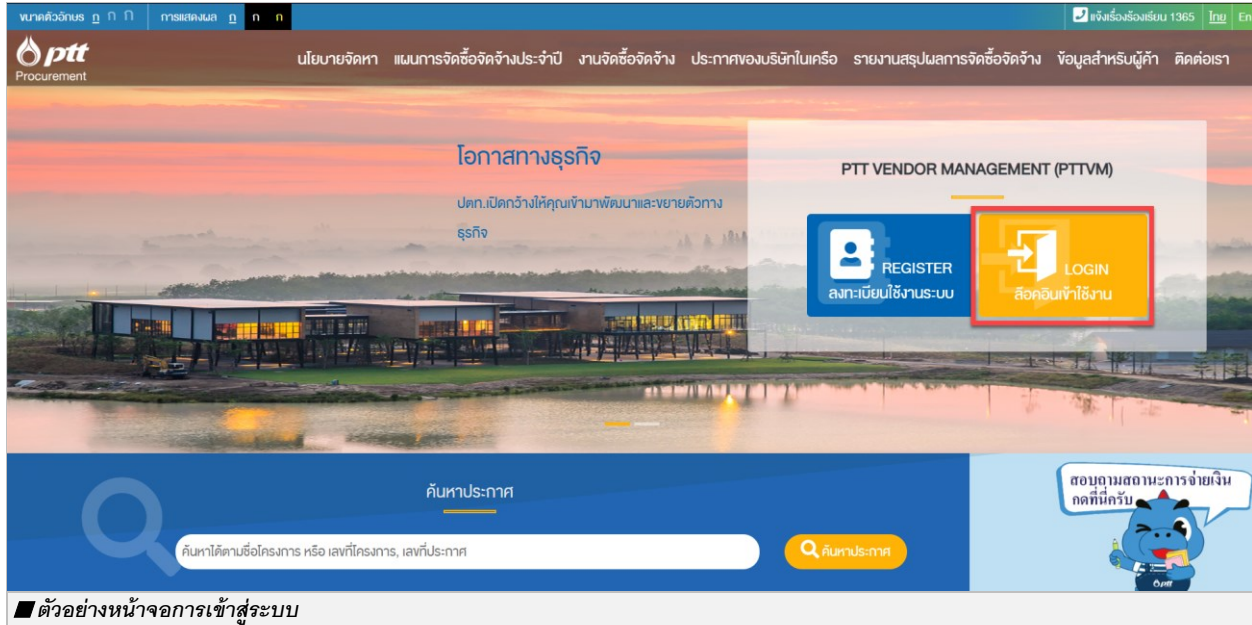 ขนาดตัวอักษร ก ก ก การแสดงผล ก ก ก แจ้งเรื่องร้องเรียน 1365 ไทย En
ptt
Procurement
นโยบายจัดหา แผนการจัดซื้อจัดจ้างประจำปี งานจัดซื้อจัดจ้าง ประกาศของบริษัทในเครือ รายงานสรุปผลการจัดซื้อจัดจ้าง ข้อมูลสำหรับผู้ค้า ติดต่อเรา
โอกาสทางธุรกิจ
ปตท.เปิดกว้างให้คุณเข้ามาพัฒนาและขยายตัวทาง
ธุรกิจ
PTT VENDOR MANAGEMENT (PTTVM)
REGISTER
ลงทะเบียนใช้งานระบบ
LOGIN
ล็อคอินเข้าใช้งาน
ค้นหาประกาศ
ค้นหาได้ตามชื่อโครงการ หรือ เลขที่โครงการ, เลขที่ประกาศ
ค้นหาประกาศ
สอบถามสถานะการจ่ายเงิน
กดที่นี่ครับ
ptt
ตัวอย่างหน้าจอการเข้าสู่ระบบ